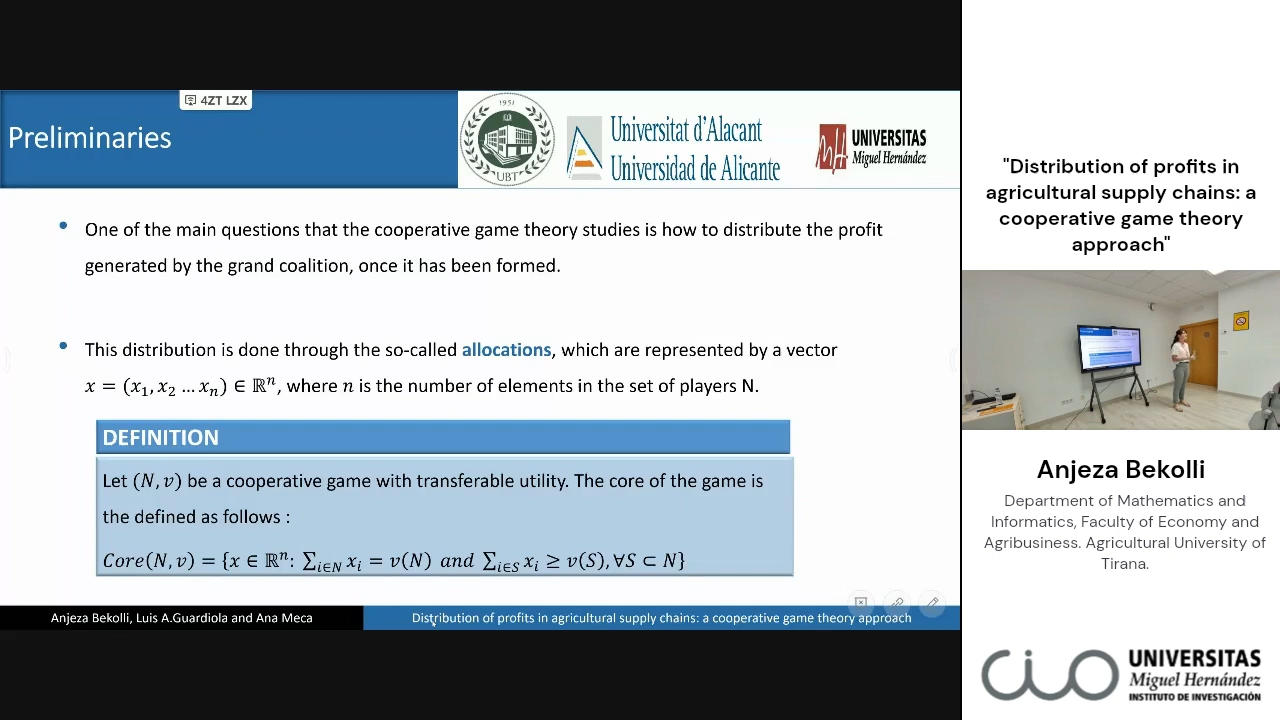 4ZT LZX
Preliminaries
1951
UBT
Universitat d'Alacant
Universidad de Alicante
UNIVERSITAS
Miguel Hernández
• One of the main questions that the cooperative game theory studies is how to distribute the profit
generated by the grand coalition, once it has been formed.
• This distribution is done through the so-called allocations, which are represented by a vector
x = (x₁, x₂ … xₙ) ∈ ℝⁿ, where n is the number of elements in the set of players N.
DEFINITION
Let (N, v) be a cooperative game with transferable utility. The core of the game is
the defined as follows :
Core(N, v) = {x ∈ ℝⁿ: ∑_{i∈N} x_i = v(N) and ∑_{i∈S} x_i ≥ v(S), ∀S ⊂ N}
Anjeza Bekolli, Luis A.Guardiola and Ana Meca
Distribution of profits in agricultural supply chains: a cooperative game theory approach
"Distribution of profits in
agricultural supply chains: a
cooperative game theory
approach"
Anjeza Bekolli
Department of Mathematics and
Informatics, Faculty of Economy and
Agribusiness. Agricultural University of
Tirana.
CIO
UNIVERSITAS
Miguel Hernández
INSTITUTO DE INVESTIGACIÓN